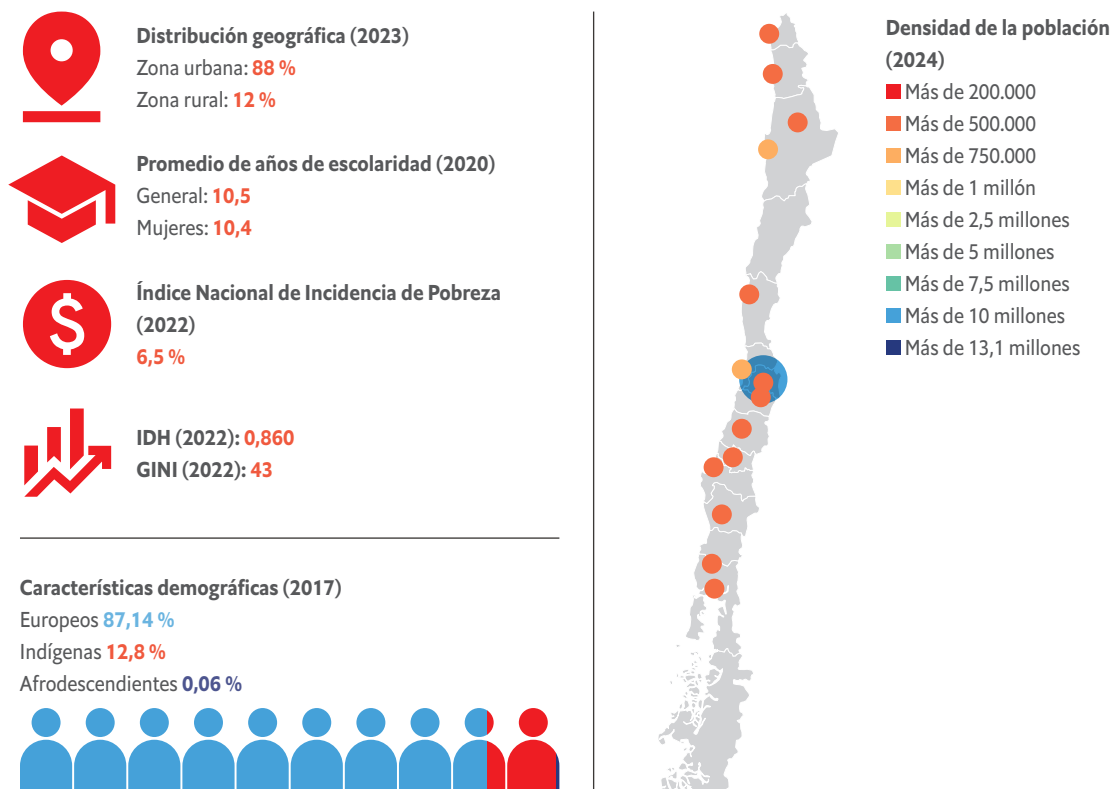 Distribución geográfica (2023)
Zona urbana: 88 %
Zona rural: 12 %
Promedio de años de escolaridad (2020)
General: 10,5
Mujeres: 10,4
Índice Nacional de Incidencia de Pobreza
(2022)
6,5 %
$
IDH (2022): 0,860
GINI (2022): 43
Características demográficas (2017)
Europeos 87,14 %
Indígenas 12,8 %
Afrodescendientes 0,06 %
Densidad de la población
(2024)
Más de 200.000
Más de 500.000
Más de 750.000
Más de 1 millón
Más de 2,5 millones
Más de 5 millones
Más de 7,5 millones
Más de 10 millones
Más de 13,1 millones